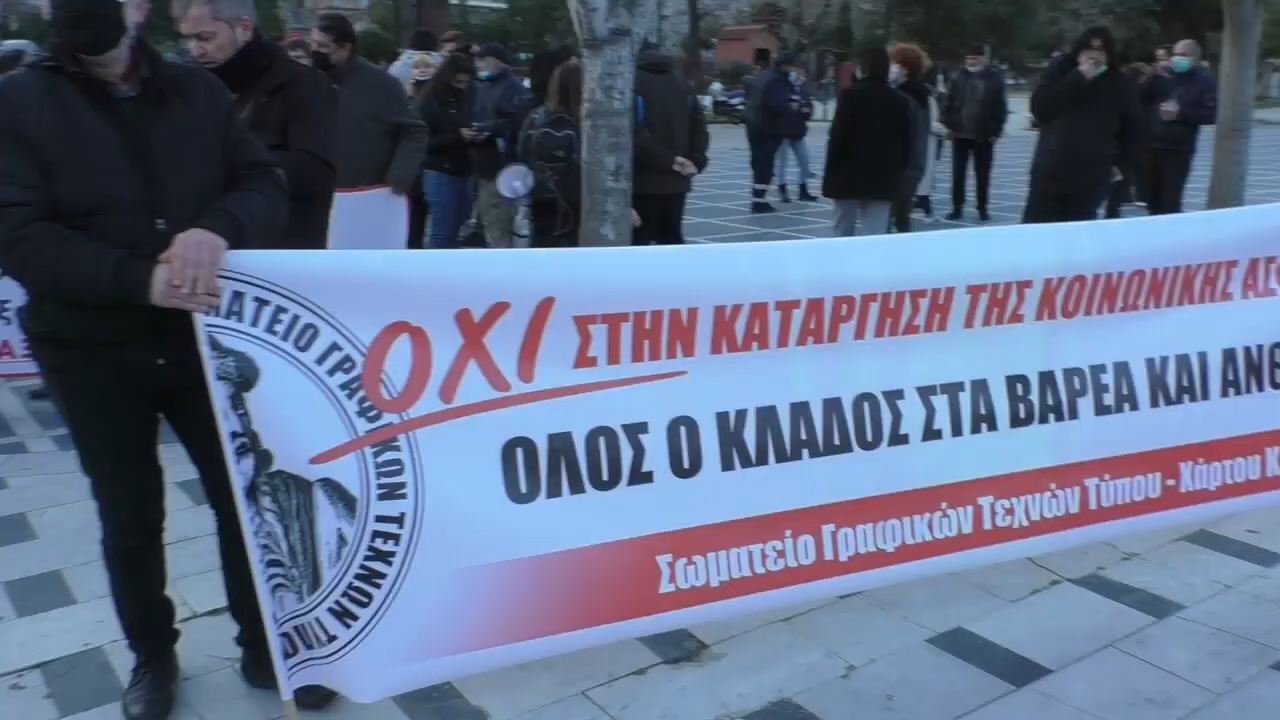 ΟΧΙ ΣΤΗΝ ΚΑΤΑΡΓΗΣΗ ΤΗΣ ΚΟΙΝΩΝΙΚΗΣ
ΟΛΟΣ Ο ΚΛΑΔΟΣ ΣΤΑ ΒΑΡΕΑ ΚΑΙ
Σωματείο Γραφικών Τεχνών Τύπου - Χάρτου
ΓΡΑΦΙΚΩΝ ΤΕΧΝΩΝ